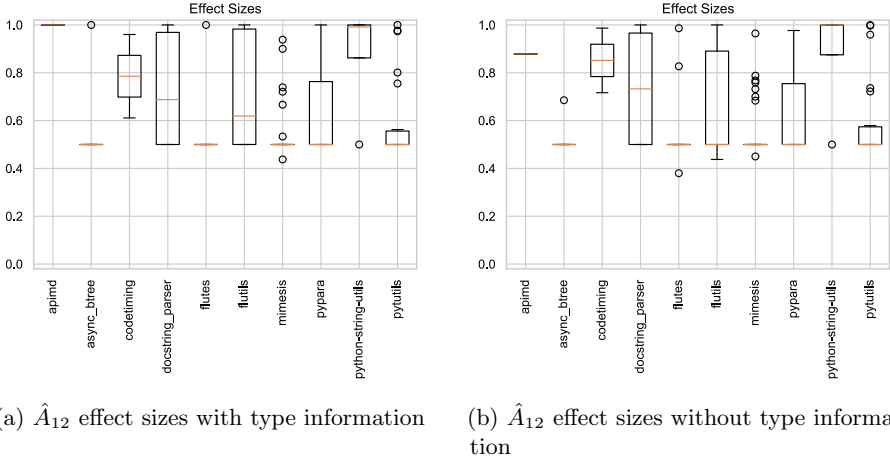 Effect Sizes
1.0
0.8
0.6
0.4
0.2
0.0
apimd
async_btree
codetiming
docstring_parser
flutes
flutils
mimesis
pypara
python-string-utils
pytutils
a) Â12 effect sizes with type information
Effect Sizes
1.0
0.8
0.6
0.4
0.2
0.0
apimd
async_btree
codetiming
docstring_parser
flutes
flutils
mimesis
pypara
python-string-utils
pytutils
(b) Â12 effect sizes without type informa
tion